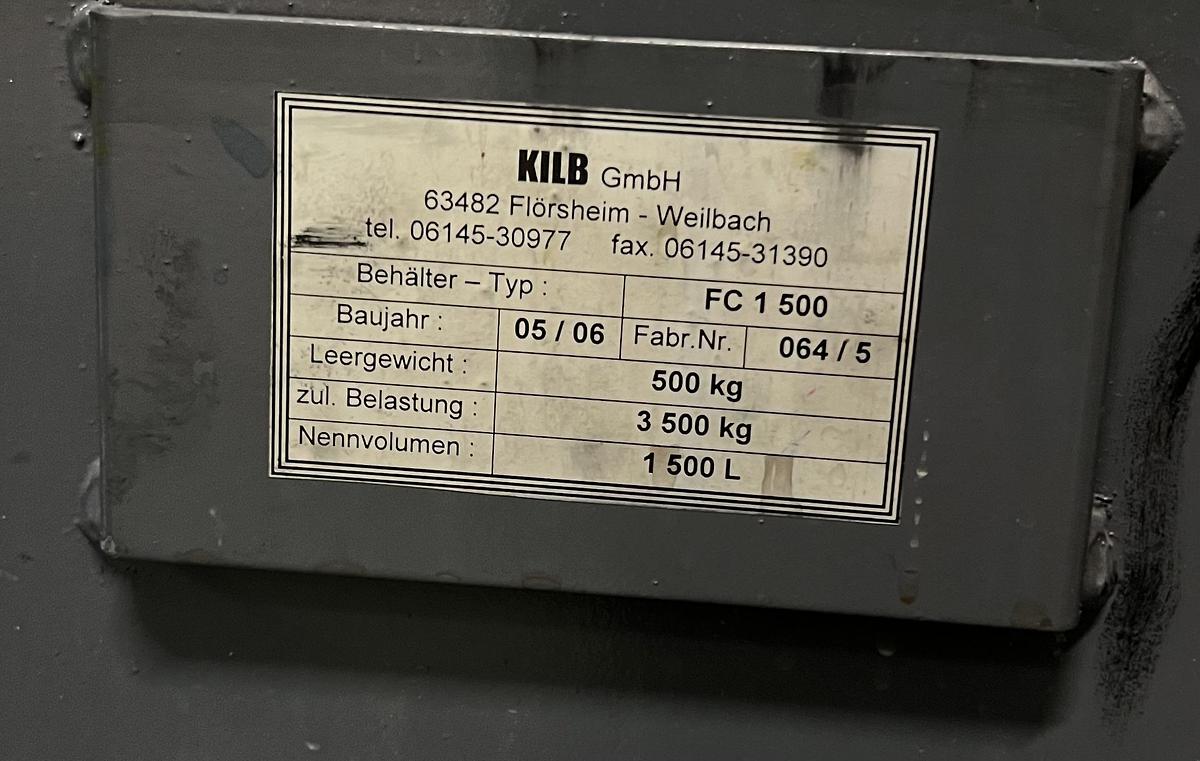 KILB GmbH
63482 Flörsheim - Weilbach
tel. 06145-30977 fax. 06145-31390
Behälter – Typ : FC 1 500
Baujahr : 05 / 06 Fabr.Nr. 064 / 5
Leergewicht : 500 kg
zul. Belastung : 3 500 kg
Nennvolumen : 1 500 L